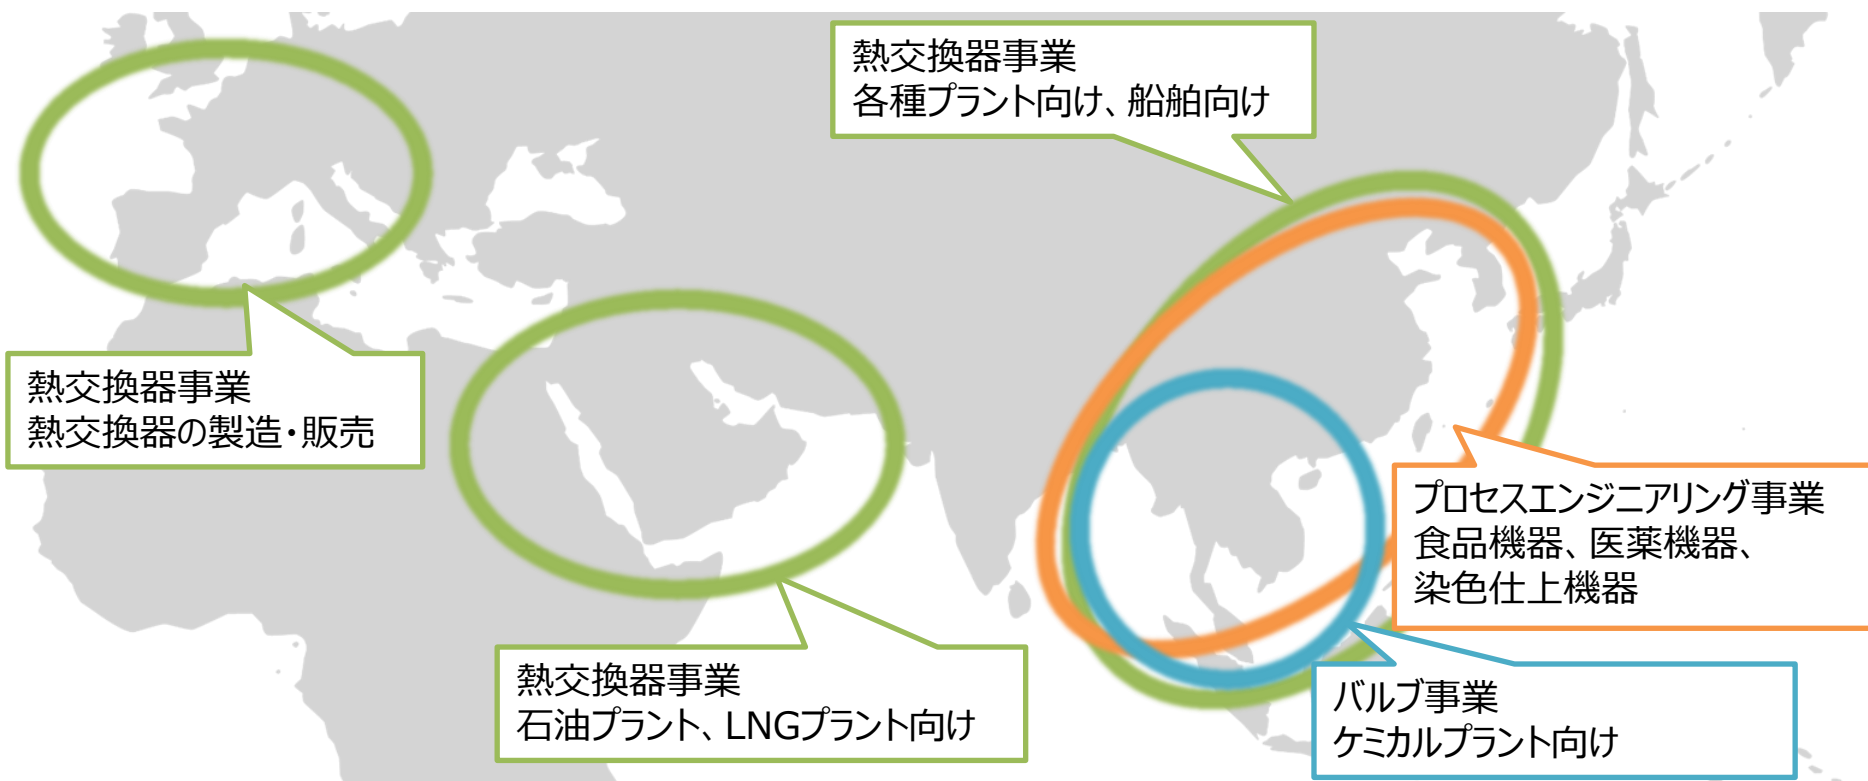 熱交換器事業
各種プラント向け、船舶向け
熱交換器事業
熱交換器の製造・販売
プロセスエンジニアリング事業
食品機器、医薬機器、
染色仕上機器
熱交換器事業
石油プラント、LNGプラント向け
バルブ事業
ケミカルプラント向け